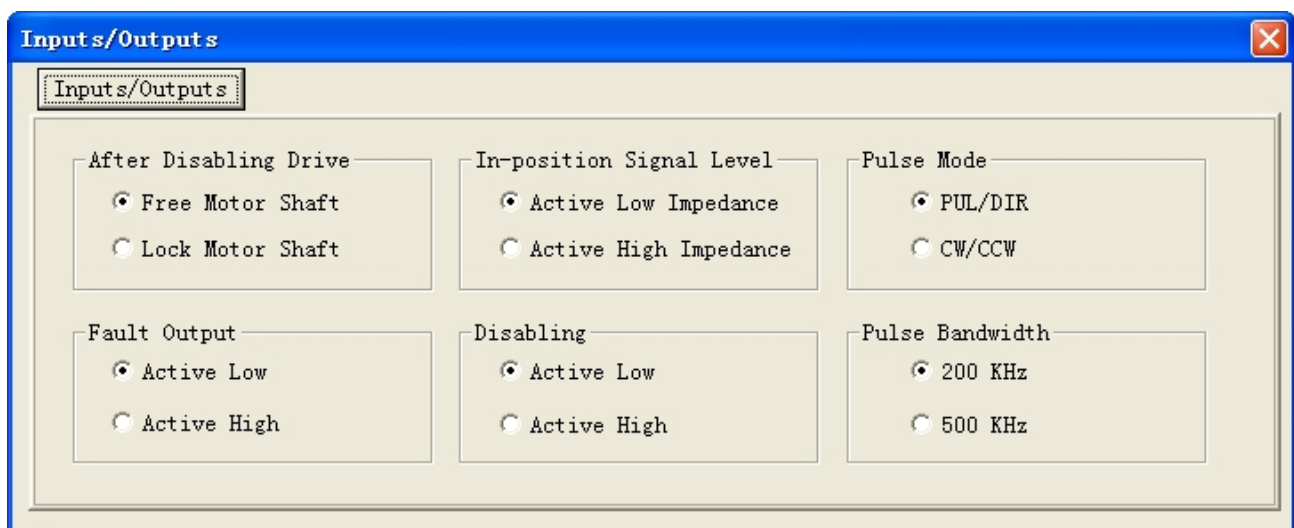 Inputs/Outputs
Inputs/Outputs
After Disabling Drive
Free Motor Shaft
Lock Motor Shaft
In-position Signal Level
Active Low Impedance
Active High Impedance
Pulse Mode
PUL/DIR
CW/CCW
Fault Output
Active Low
Active High
Disabling
Active Low
Active High
Pulse Bandwidth
200 KHz
500 KHz